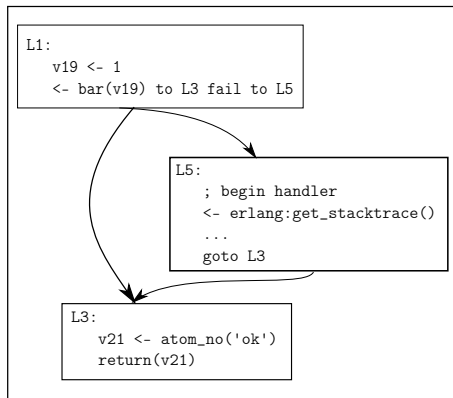 L1:
v19 <- 1
<- bar(v19) to L3 fail to L5
L5:
; begin handler
<- erlang:get_stacktrace()
...
goto L3
L3:
v21 <- atom_no('ok')
return(v21)